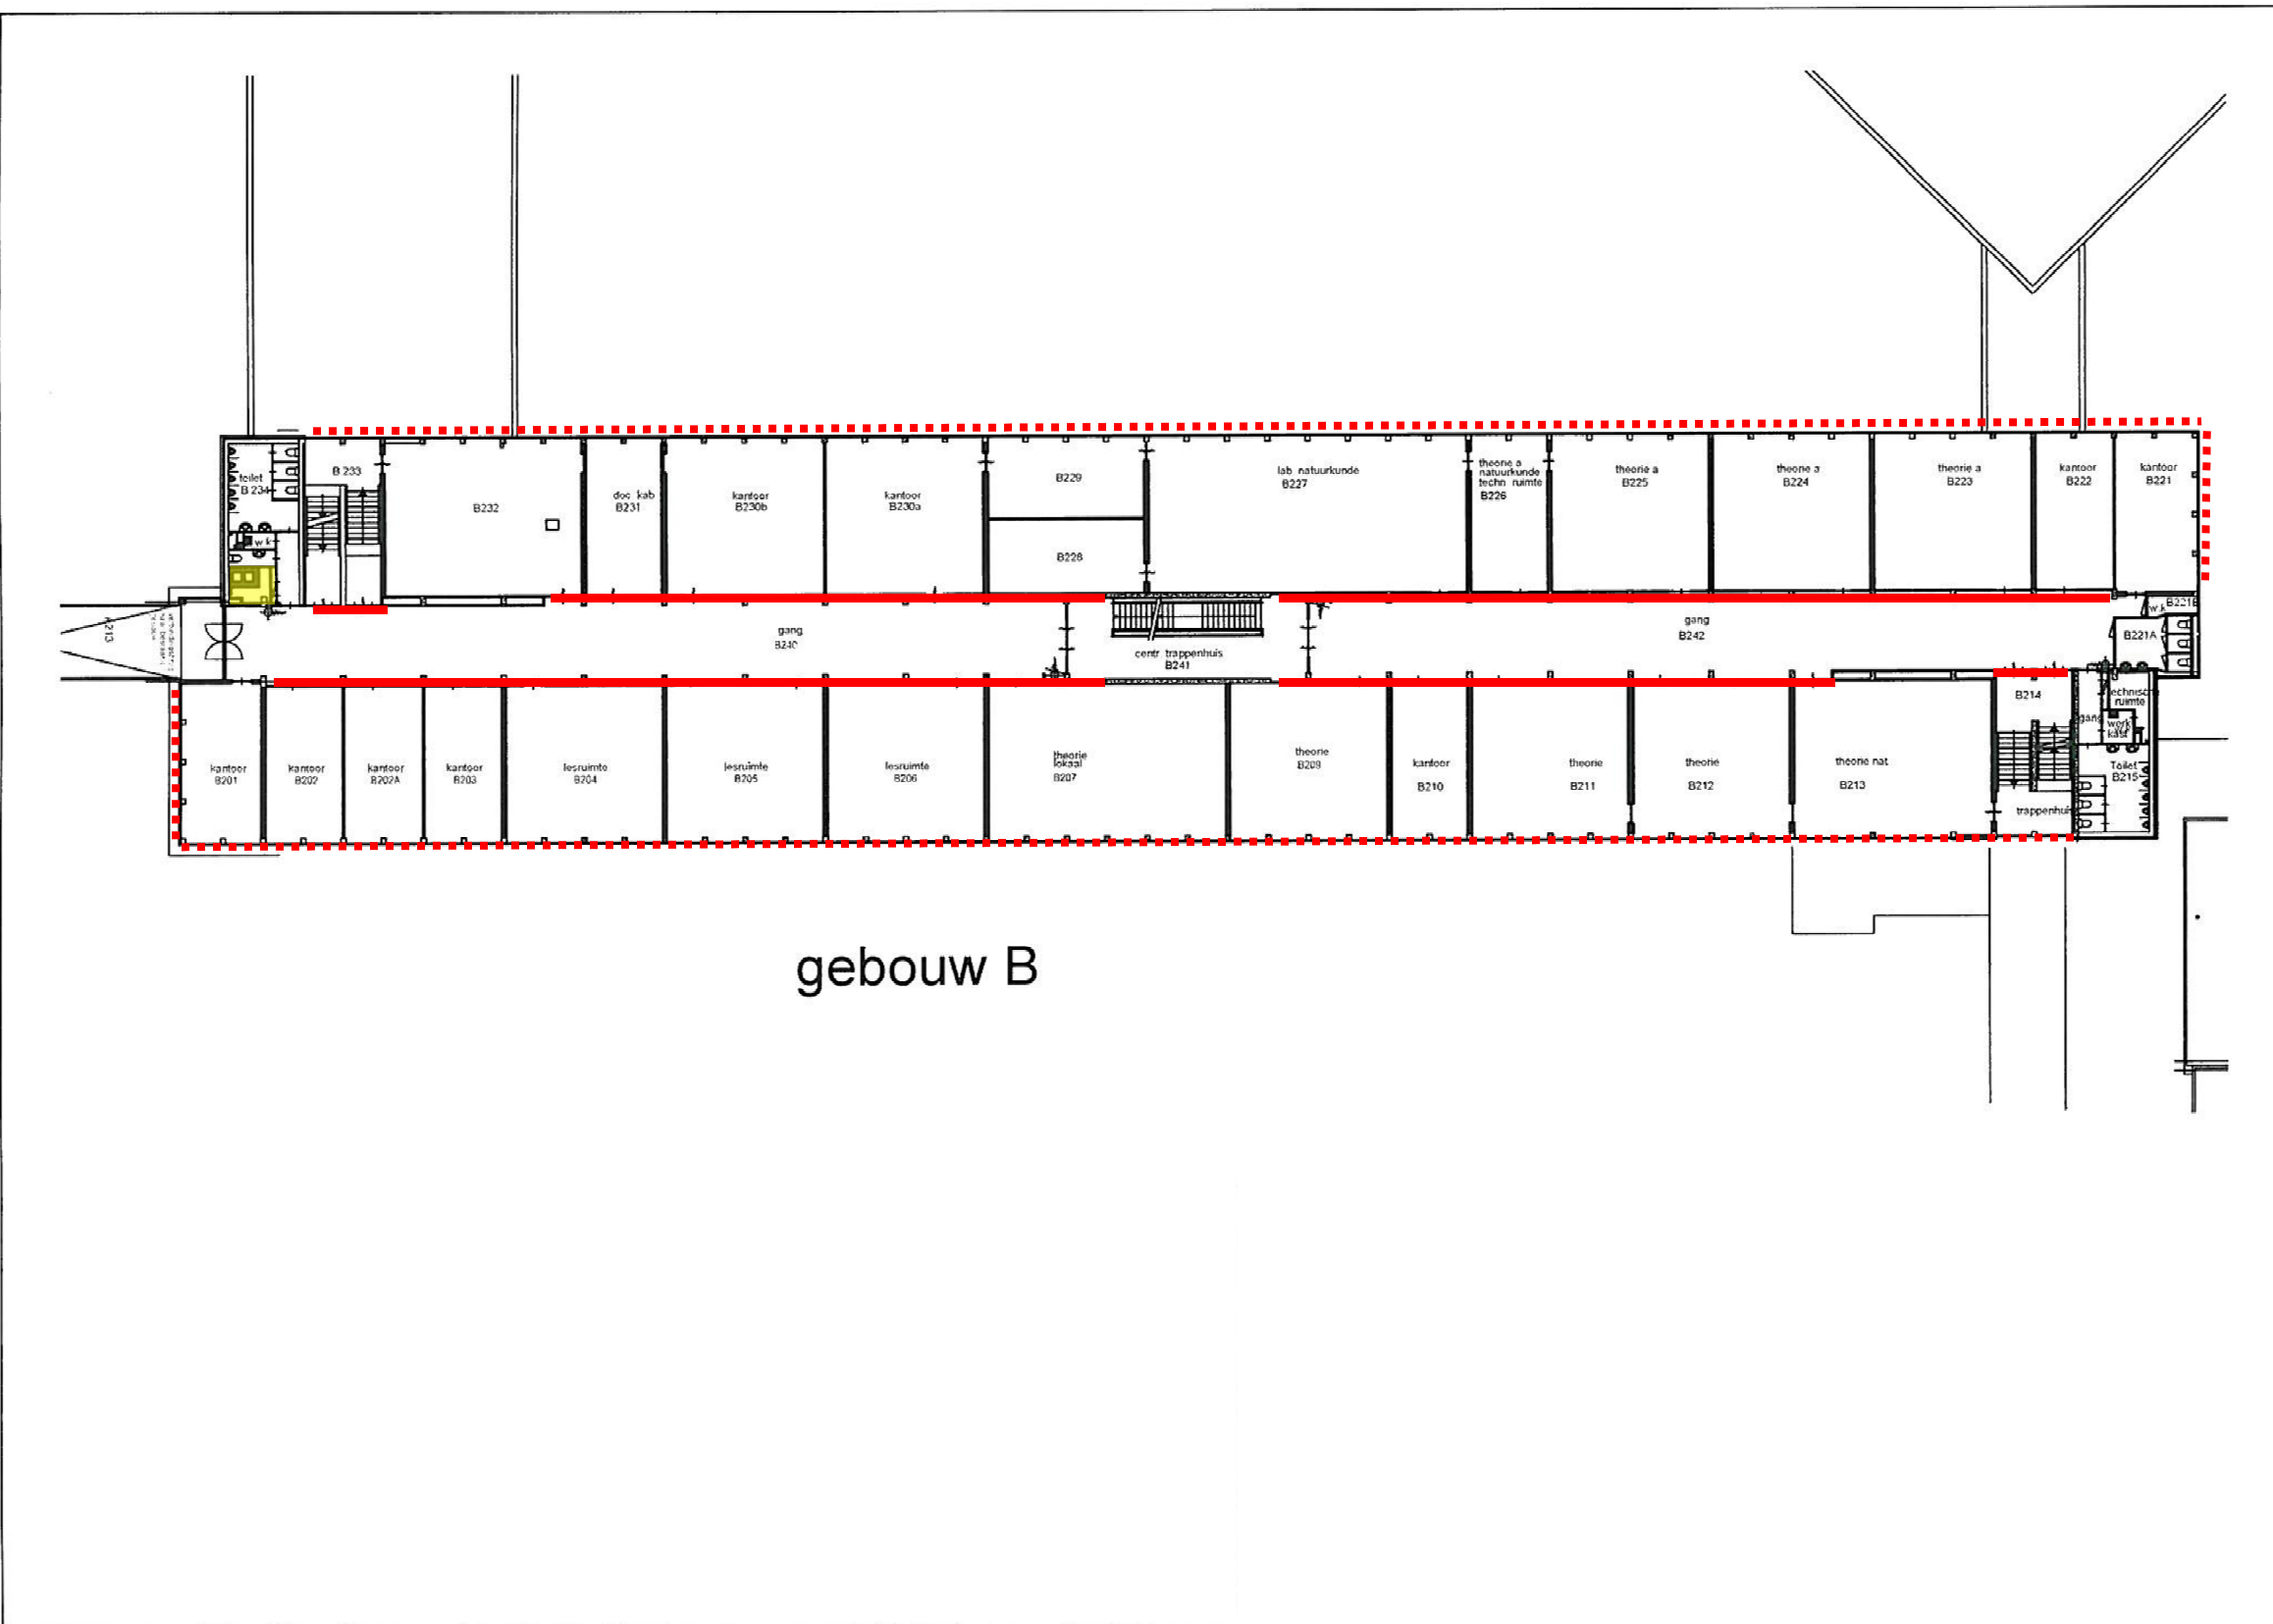 toilet
B 234
B 233
B232
doc kab
B231
kantoor
B230b
kantoor
B230a
B229
B228
lab natuurkunde
B227
theorie a
natuurkunde
techn ruimte
B226
theorie a
B225
theorie a
B224
theorie a
B223
kantoor
B222
kantoor
B221
w k
A213
gang
B240
centr trappenhuis
B241
gang
B242
w k
B221B
B221A
kantoor
B201
kantoor
B202
kantoor
B202A
kantoor
B203
lesruimte
B204
lesruimte
B205
lesruimte
B206
theorie
lokaal
B207
theorie
B209
kantoor
B210
theorie
B211
theorie
B212
theorie nat
B213
B214
gang
technische
ruimte
werk
kast
Toilet
B215
trappenhuis
gebouw B